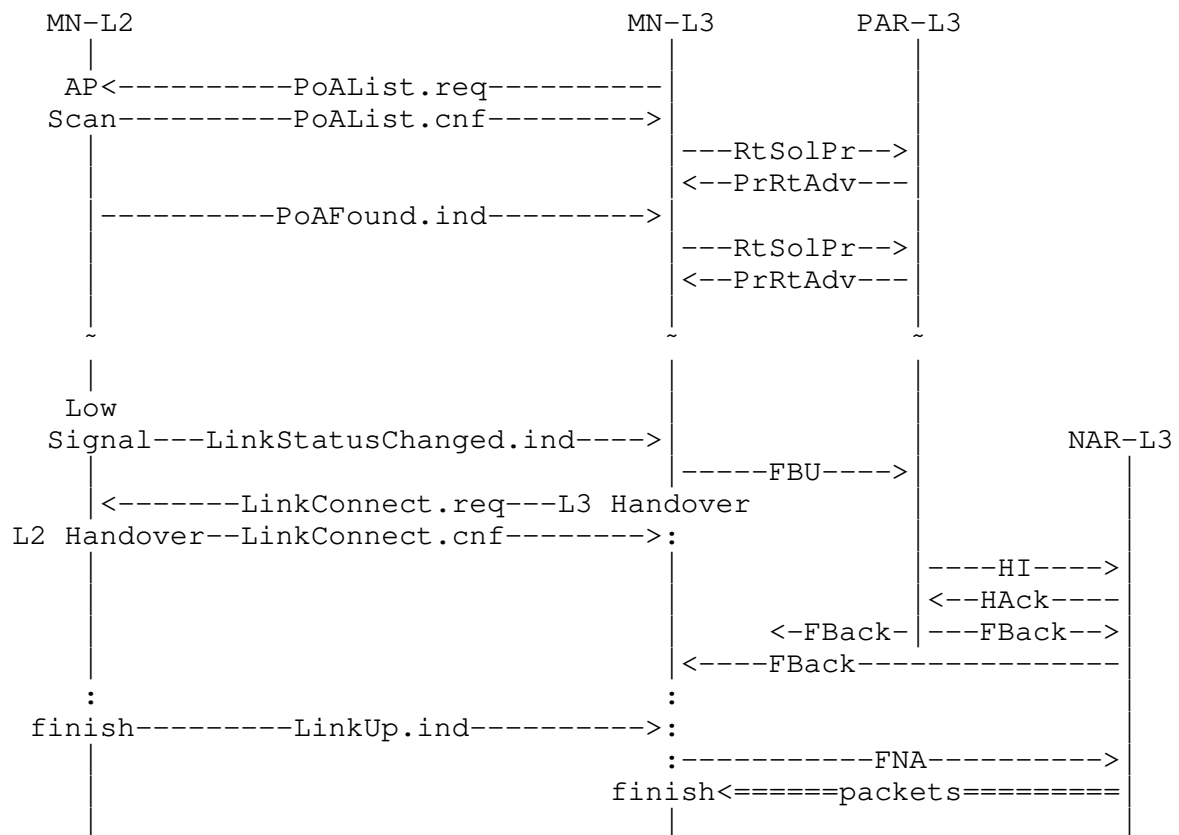 MN-L2                              MN-L3         PAR-L3
AP<----------PoAList.req----------
Scan----------PoAList.cnf--------->
---RtSolPr-->
<--PrRtAdv---
----------PoAFound.ind--------->
---RtSolPr-->
<--PrRtAdv---
~ ~ ~
Low
Signal---LinkStatusChanged.ind----> NAR-L3
-----FBU---->
<-------LinkConnect.req---L3 Handover
L2 Handover--LinkConnect.cnf-------->:
----HI---->
<--HAck----
<-FBack-|---FBack-->
<----FBack---------------
: :
finish---------LinkUp.ind---------->:
:-----------FNA---------->
finish<======packets=========